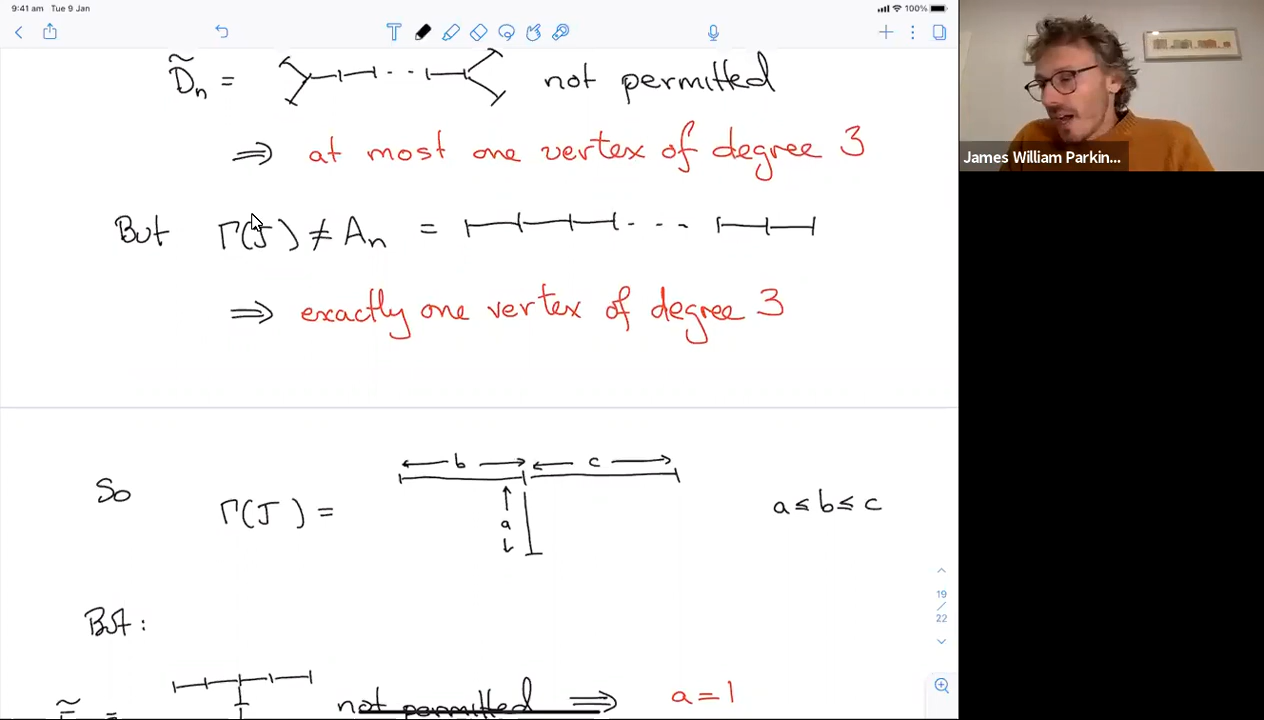 9:41 am Tue 9 Jan
100%
D̃n = not permitted
⇒ at most one vertex of degree 3
But Γ(J) ≠ An = - - -
⇒ exactly one vertex of degree 3
b c
So Γ(J) = a a ≤ b ≤ c
But:
= not permitted ⇒ a = 1
19
/
22
James William Parkin...